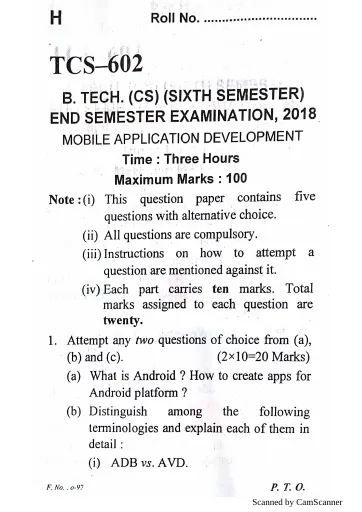 H Roll No. ...............................
TCS–602
B. TECH. (CS) (SIXTH SEMESTER)
END SEMESTER EXAMINATION, 2018
MOBILE APPLICATION DEVELOPMENT
Time : Three Hours
Maximum Marks : 100
Note :(i) This question paper contains five
questions with alternative choice.
(ii) All questions are compulsory.
(iii) Instructions on how to attempt a
question are mentioned against it.
(iv) Each part carries ten marks. Total
marks assigned to each question are
twenty.
1. Attempt any two questions of choice from (a),
(b) and (c). (2×10=20 Marks)
(a) What is Android ? How to create apps for
Android platform ?
(b) Distinguish among the following
terminologies and explain each of them in
detail :
(i) ADB vs. AVD.
F. No. . o-97 P. T. O.
Scanned by CamScanner